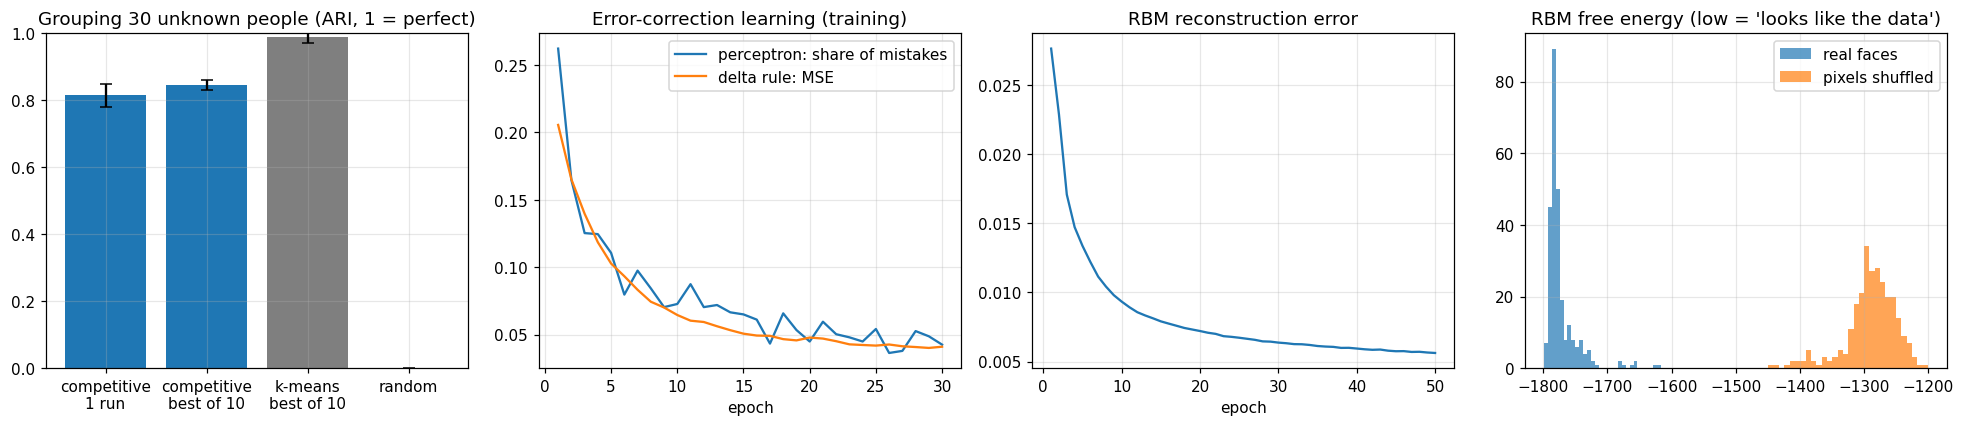 Grouping 30 unknown people (ARI, 1 = perfect)
1.0
0.8
0.6
0.4
0.2
0.0
competitive
1 run
competitive
best of 10
k-means
best of 10
random
Error-correction learning (training)
perceptron: share of mistakes
delta rule: MSE
0.25
0.20
0.15
0.10
0.05
0 5 10 15 20 25 30
epoch
RBM reconstruction error
0.025
0.020
0.015
0.010
0.005
0 10 20 30 40 50
epoch
RBM free energy (low = 'looks like the data')
real faces
pixels shuffled
80
60
40
20
0
−1800 −1700 −1600 −1500 −1400 −1300 −1200